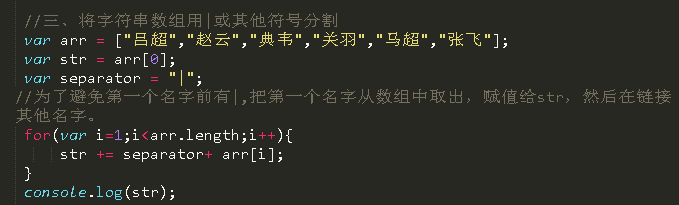 //三、将字符串数组用|或其他符号分割
var arr = ["吕超","赵云","典韦","关羽","马超","张飞"];
var str = arr[0];
var separator = "|";
//为了避免第一个名字前有|,把第一个名字从数组中取出，赋值给str，然后在链接
其他名字。
for(var i=1;i<arr.length;i++){
str += separator+ arr[i];
}
console.log(str);